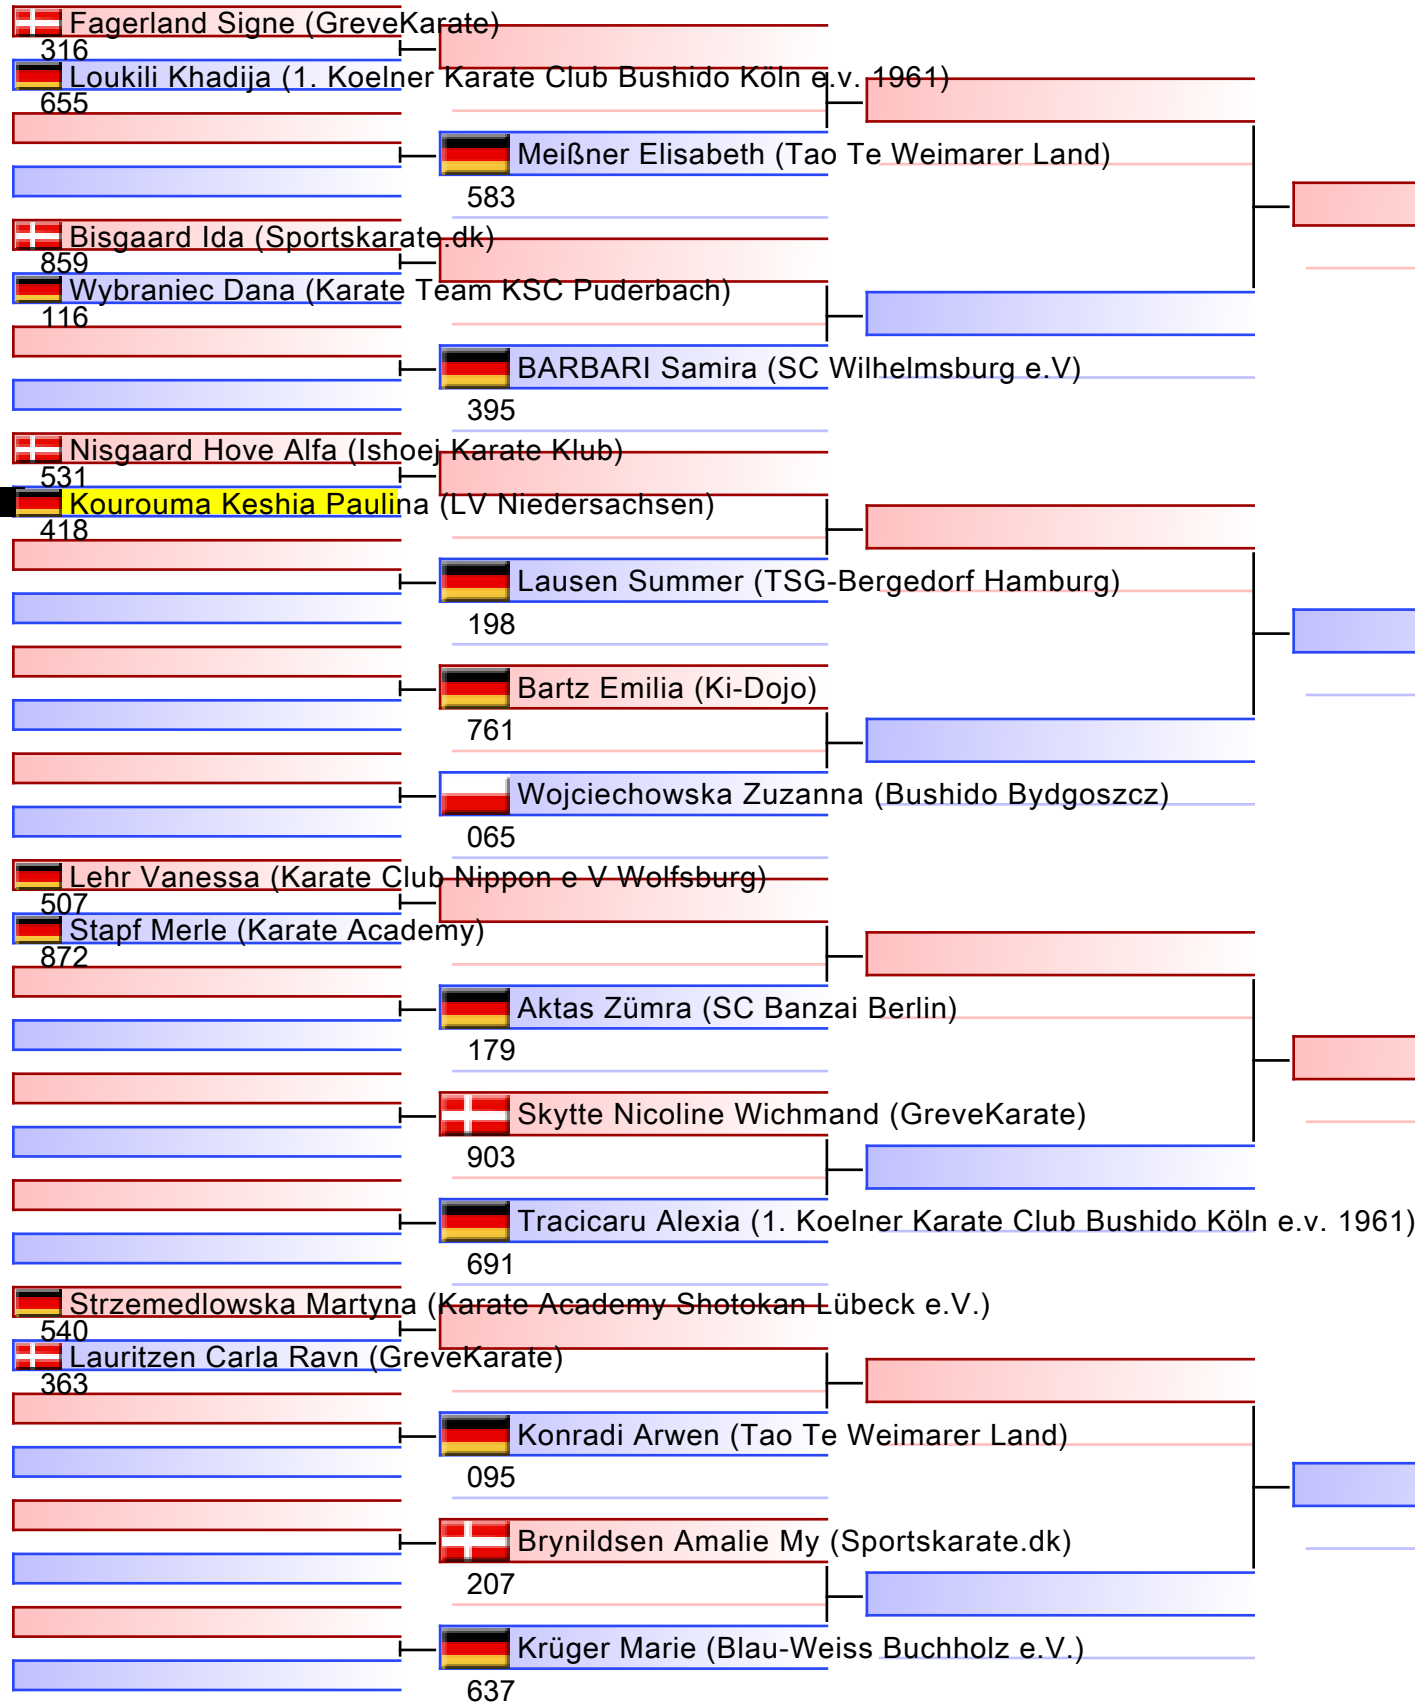 Fagerland Signe (GreveKarate)
316
Loukili Khadija (1. Koelner Karate Club Bushido Köln e.v. 1961)
655
Meißner Elisabeth (Tao Te Weimarer Land)
583
Bisgaard Ida (Sportskarate.dk)
859
Wybraniec Dana (Karate Team KSC Puderbach)
116
BARBARI Samira (SC Wilhelmsburg e.V)
395
Nisgaard Hove Alfa (Ishoej Karate Klub)
531
Kourouma Keshia Paulina (LV Niedersachsen)
418
Lausen Summer (TSG-Bergedorf Hamburg)
198
Bartz Emilia (Ki-Dojo)
761
Wojciechowska Zuzanna (Bushido Bydgoszcz)
065
Lehr Vanessa (Karate Club Nippon e V Wolfsburg)
507
Stapf Merle (Karate Academy)
872
Aktas Zümra (SC Banzai Berlin)
179
Skytte Nicoline Wichmand (GreveKarate)
903
Tracicaru Alexia (1. Koelner Karate Club Bushido Köln e.v. 1961)
691
Strzemedlowska Martyna (Karate Academy Shotokan Lübeck e.V.)
540
Lauritzen Carla Ravn (GreveKarate)
363
Konradi Arwen (Tao Te Weimarer Land)
095
Brynildsen Amalie My (Sportskarate.dk)
207
Krüger Marie (Blau-Weiss Buchholz e.V.)
637